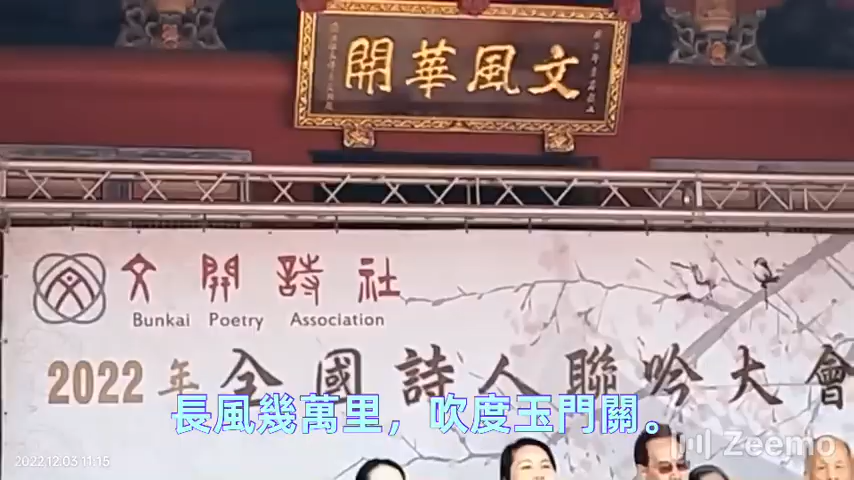 文風華開
文開詩社
Bunkai Poetry Association
2022年全國詩人聯吟大會
長風幾萬里，吹度玉門關。
2022.12.03 11:15
Zeemo